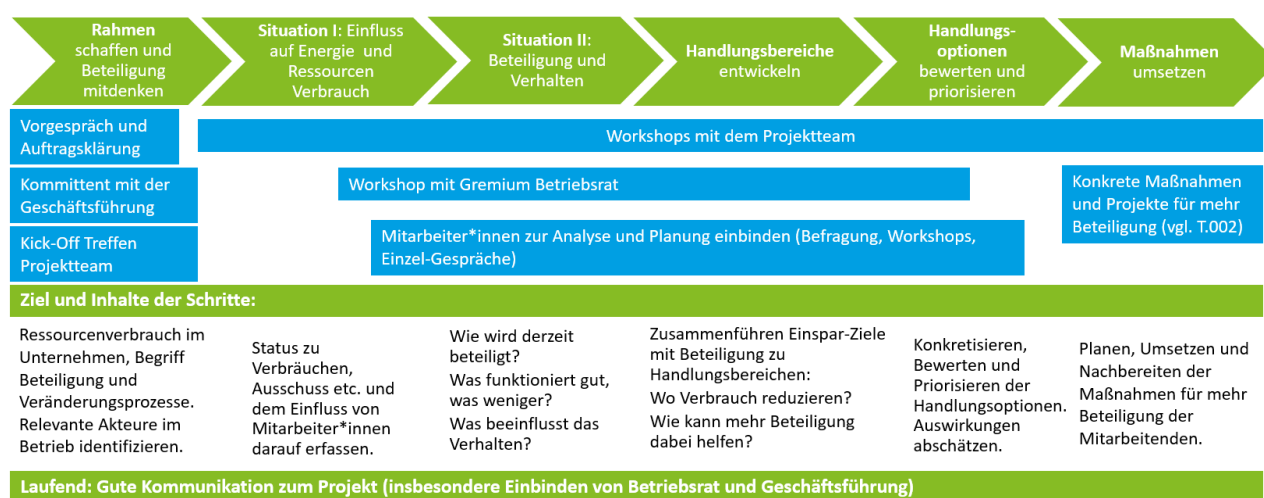 Rahmen
schaffen und
Beteiligung
mitdenken
Situation I: Einfluss
auf Energie und
Ressourcen
Verbrauch
Situation II:
Beteiligung und
Verhalten
Handlungsbereiche
entwickeln
Handlungs-
optionen
bewerten und
priorisieren
Maßnahmen
umsetzen
Vorgespräch und
Auftragsklärung
Workshops mit dem Projektteam
Kommittent mit der
Geschäftsführung
Workshop mit Gremium Betriebsrat
Konkrete Maßnahmen
und Projekte für mehr
Beteiligung (vgl. T.002)
Kick-Off Treffen
Projektteam
Mitarbeiter*innen zur Analyse und Planung einbinden (Befragung, Workshops,
Einzel-Gespräche)
Ziel und Inhalte der Schritte:
Ressourcenverbrauch im
Unternehmen, Begriff
Beteiligung und
Veränderungsprozesse.
Relevante Akteure im
Betrieb identifizieren.
Status zu
Verbräuchen,
Ausschuss etc. und
dem Einfluss von
Mitarbeiter*innen
darauf erfassen.
Wie wird derzeit
beteiligt?
Was funktioniert gut,
was weniger?
Was beeinflusst das
Verhalten?
Zusammenführen Einspar-Ziele
mit Beteiligung zu
Handlungsbereichen:
Wo Verbrauch reduzieren?
Wie kann mehr Beteiligung
dabei helfen?
Konkretisieren,
Bewerten und
Priorisieren der
Handlungsoptionen.
Auswirkungen
abschätzen.
Planen, Umsetzen und
Nachbereiten der
Maßnahmen für mehr
Beteiligung der
Mitarbeitenden.
Laufend: Gute Kommunikation zum Projekt (insbesondere Einbinden von Betriebsrat und Geschäftsführung)